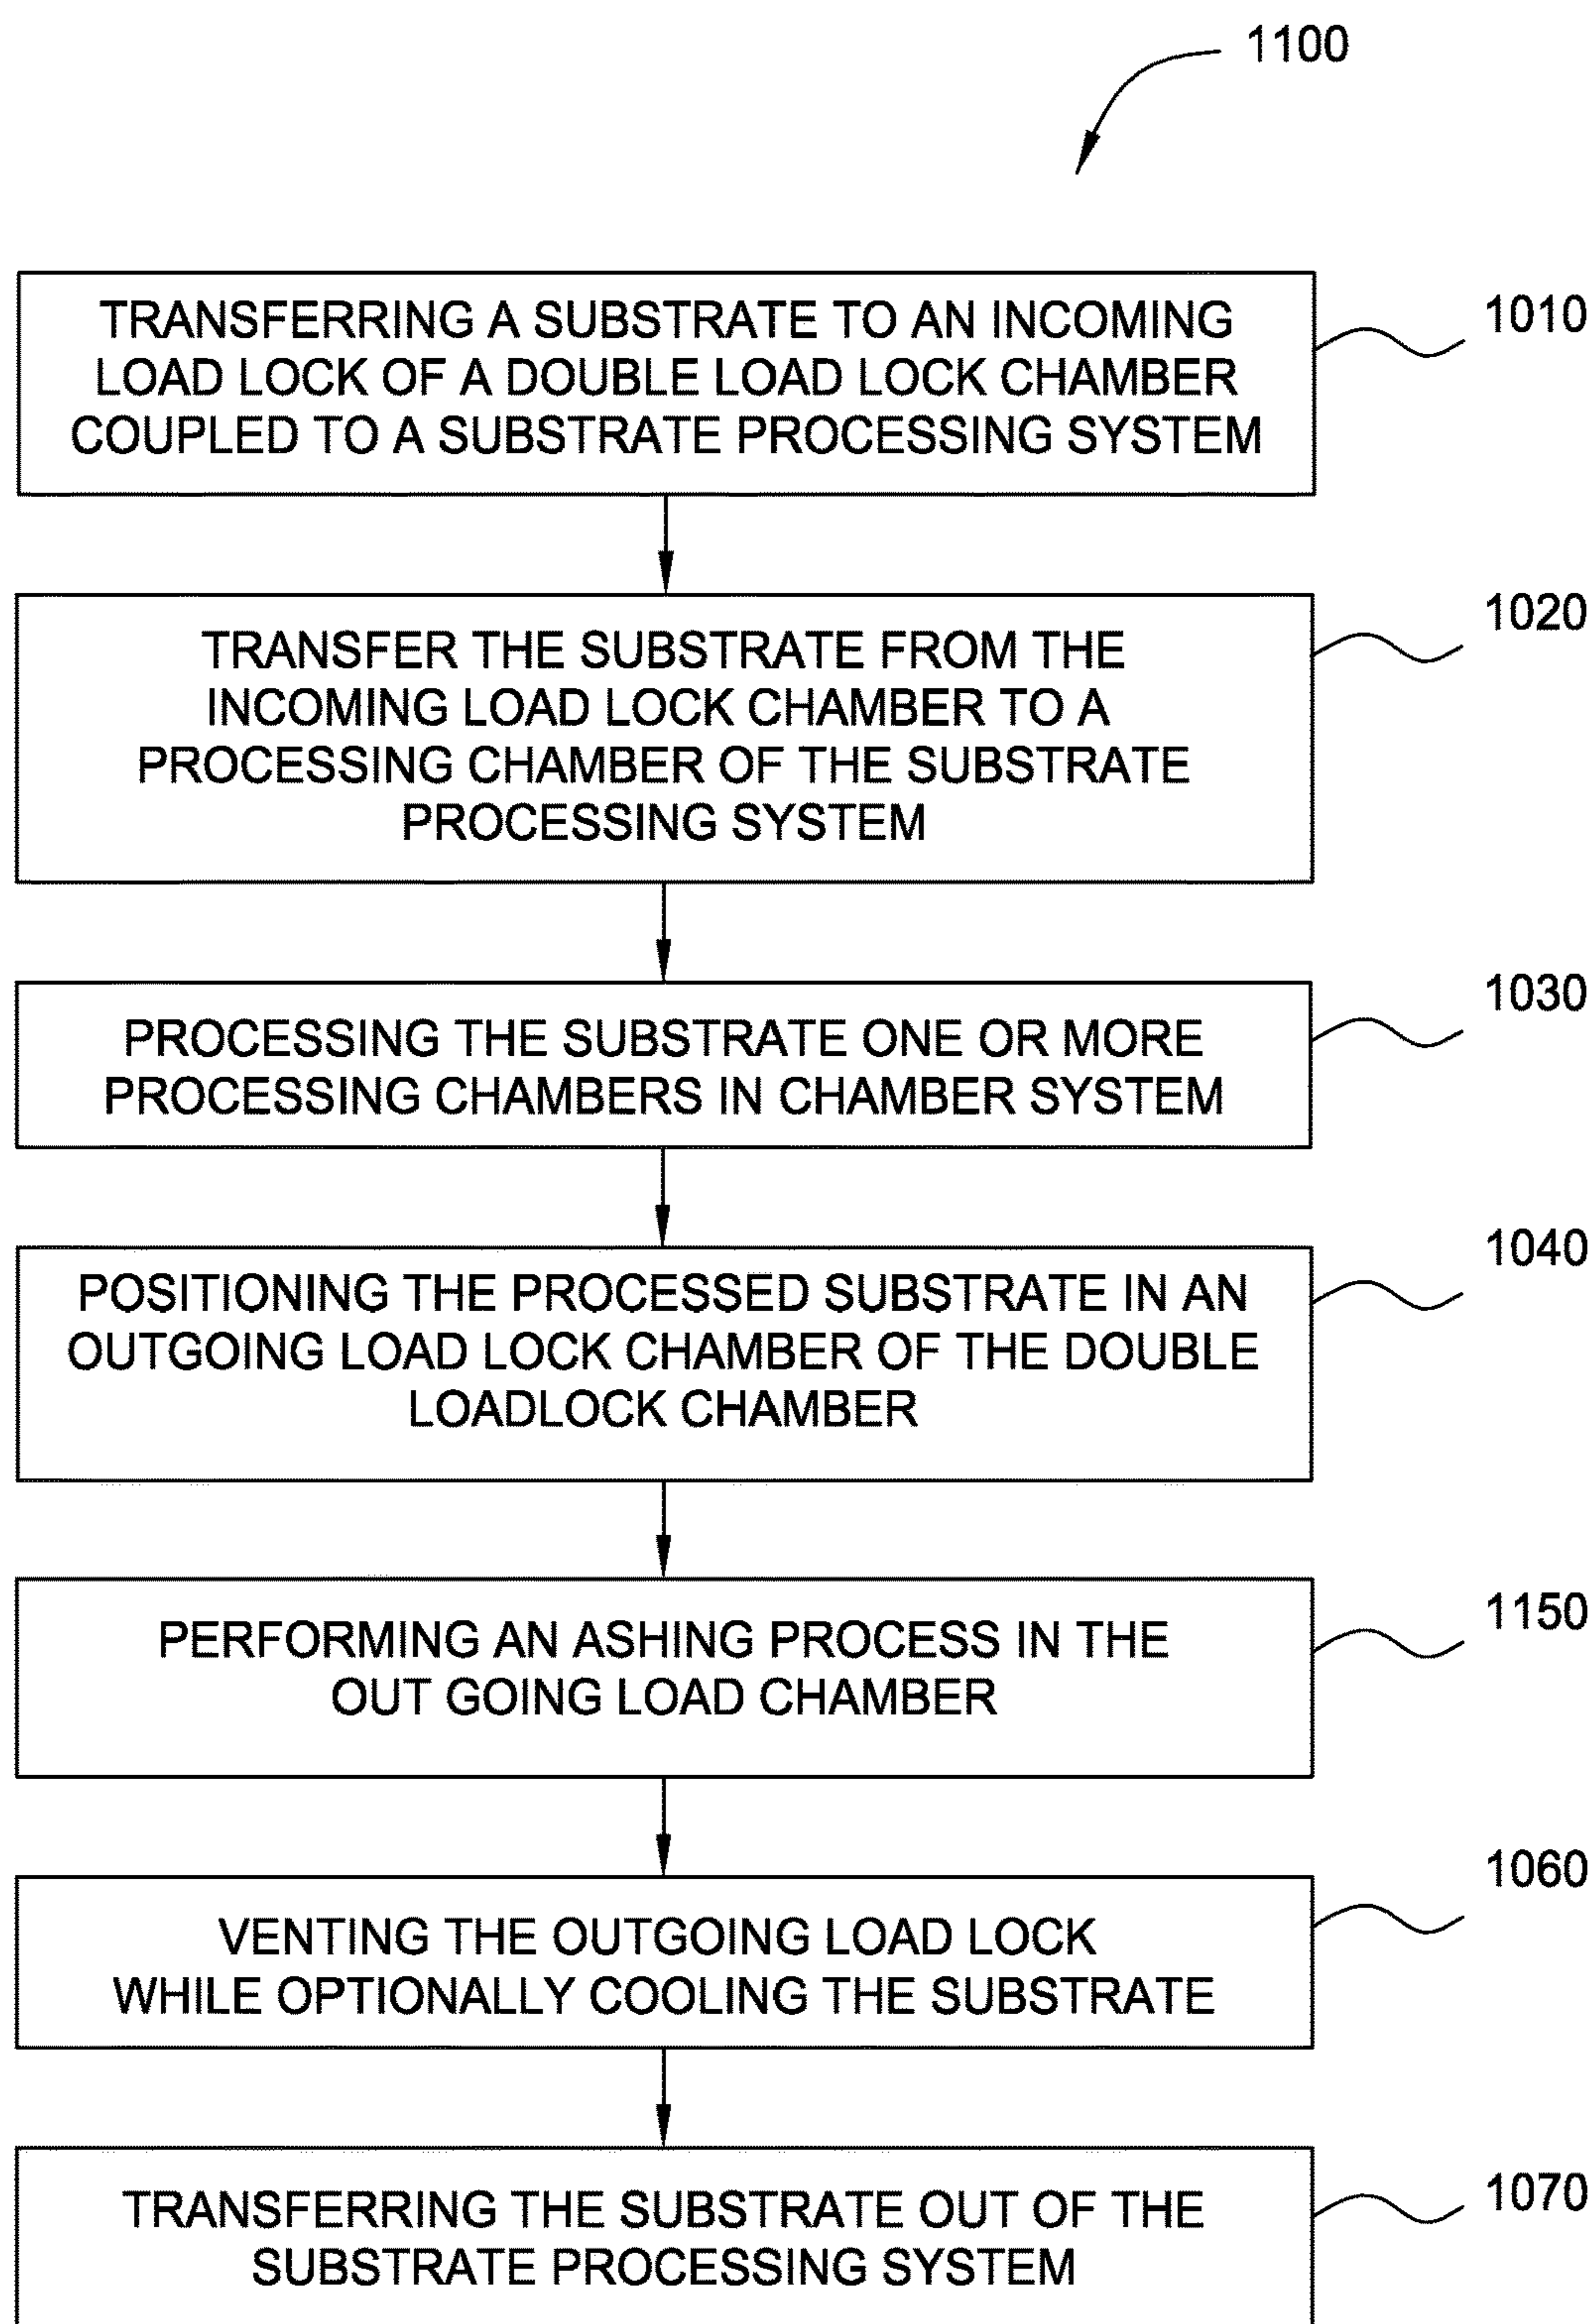 1100
TRANSFERRING A SUBSTRATE TO AN INCOMING
LOAD LOCK OF A DOUBLE LOAD LOCK CHAMBER
COUPLED TO A SUBSTRATE PROCESSING SYSTEM
1010
TRANSFER THE SUBSTRATE FROM THE
INCOMING LOAD LOCK CHAMBER TO A
PROCESSING CHAMBER OF THE SUBSTRATE
PROCESSING SYSTEM
1020
PROCESSING THE SUBSTRATE ONE OR MORE
PROCESSING CHAMBERS IN CHAMBER SYSTEM
1030
POSITIONING THE PROCESSED SUBSTRATE IN AN
OUTGOING LOAD LOCK CHAMBER OF THE DOUBLE
LOADLOCK CHAMBER
1040
PERFORMING AN ASHING PROCESS IN THE
OUT GOING LOAD CHAMBER
1150
VENTING THE OUTGOING LOAD LOCK
WHILE OPTIONALLY COOLING THE SUBSTRATE
1060
TRANSFERRING THE SUBSTRATE OUT OF THE
SUBSTRATE PROCESSING SYSTEM
1070